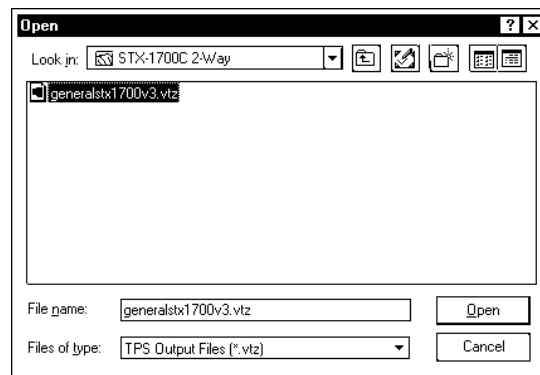 Open
Look in: STX-1700C 2-Way
generalstx1700v3.vtz
File name: generalstx1700v3.vtz Open
Files of type: TPS Output Files (*.vtz) Cancel